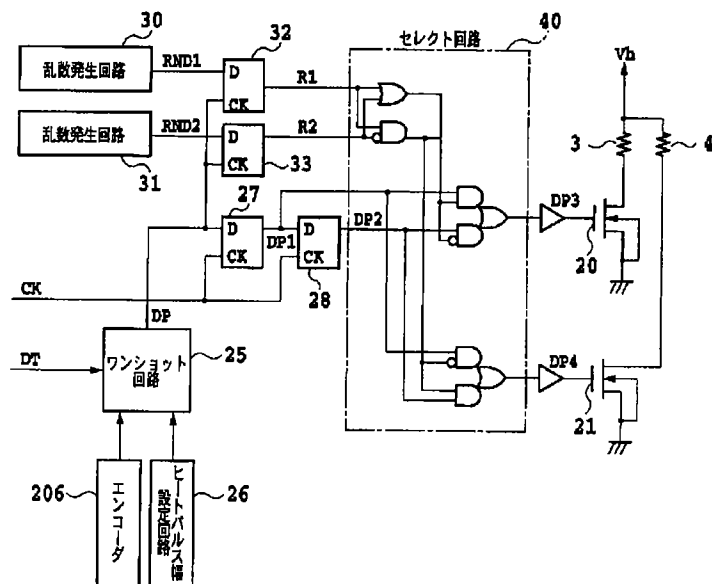 30
乱数発生回路
RND1
32
D
CK
R1
乱数発生回路
RND2
31
D
CK
R2
33
セレクト回路
40
Vh
3
4
27
D
CK
DP1
D
CK
28
DP2
DP3
20
CK
DP
DT
ワンショット
回路
25
DP4
21
206
エンコーダ
ヒートパルス幅
設定回路
26